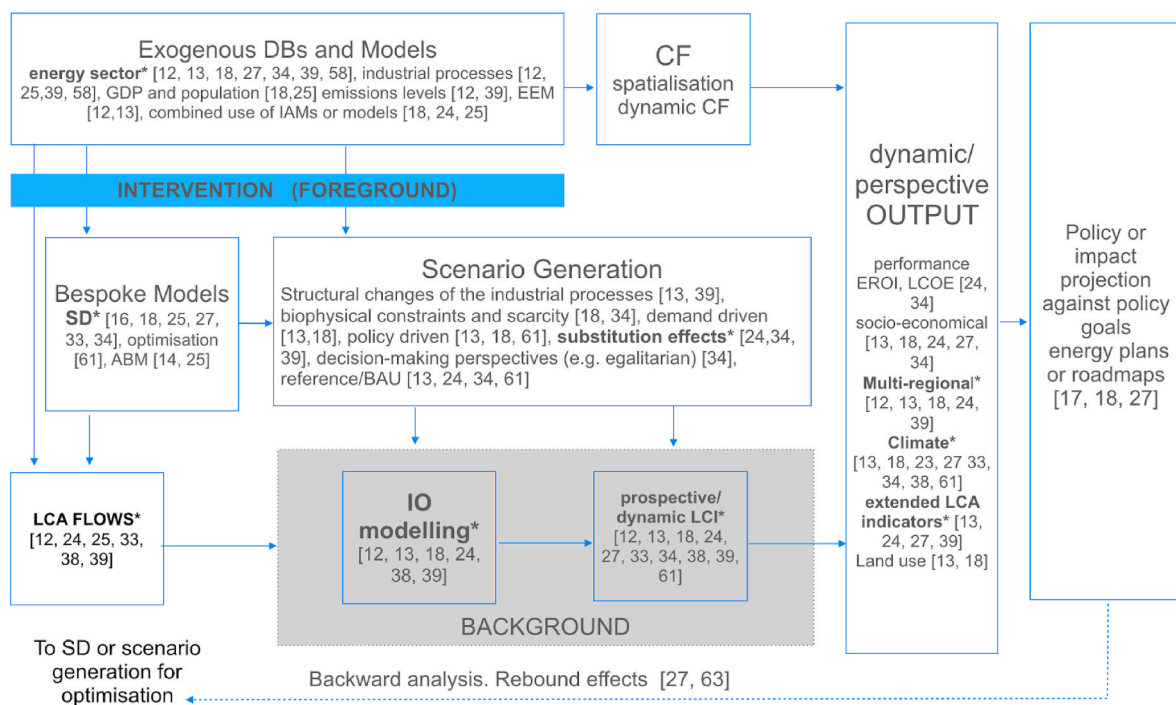 Exogenous DBs and Models
energy sector* [12, 13, 18, 27, 34, 39, 58], industrial processes [12,
25,39, 58], GDP and population [18,25] emissions levels [12, 39], EEM
[12,13], combined use of IAMs or models [18, 24, 25]
CF
spatialisation
dynamic CF
INTERVENTION (FOREGROUND)
Bespoke Models
SD* [16, 18, 25, 27,
33, 34], optimisation
[61], ABM [14, 25]
Scenario Generation
Structural changes of the industrial processes [13, 39],
biophysical constraints and scarcity [18, 34], demand driven
[13,18], policy driven [13, 18, 61], substitution effects* [24,34,
39], decision-making perspectives (e.g. egalitarian) [34],
reference/BAU [13, 24, 34, 61]
LCA FLOWS*
[12, 24, 25, 33,
38, 39]
IO
modelling*
[12, 13, 18, 24,
38, 39]
prospective/
dynamic LCI*
[12, 13, 18, 24,
27, 33, 34, 38, 39,
61]
BACKGROUND
dynamic/
perspective
OUTPUT
performance
EROI, LCOE [24,
34]
socio-economical
[13, 18, 24, 27,
34]
Multi-regional*
[12, 13, 18, 24,
39]
Climate*
[13, 18, 23, 27 33,
34, 38, 61]
extended LCA
indicators* [13,
24, 27, 39]
Land use [13, 18]
Policy or
impact
projection
against policy
goals
energy plans
or roadmaps
[17, 18, 27]
To SD or scenario
generation for
optimisation
Backward analysis. Rebound effects [27, 63]